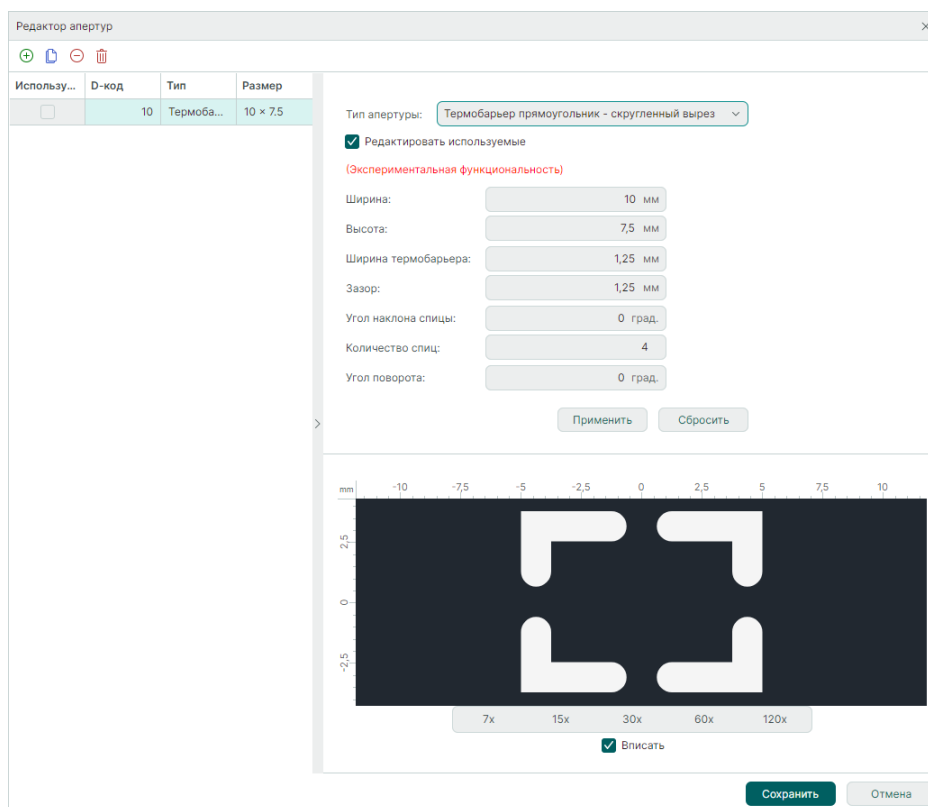 Редактор апертур
Использу... D-код Тип Размер
10 Термоба... 10 × 7.5
Тип апертуры: Термобарьер прямоугольник - скругленный вырез
Редактировать используемые
(Экспериментальная функциональность)
Ширина: 10 мм
Высота: 7,5 мм
Ширина термобарьера: 1,25 мм
Зазор: 1,25 мм
Угол наклона спицы: 0 град.
Количество спиц: 4
Угол поворота: 0 град.
Применить Сбросить
mm -10 -7,5 -5 -2,5 0 2,5 5 7,5 10
2,5
0
-2,5
7x 15x 30x 60x 120x
Вписать
Сохранить Отмена